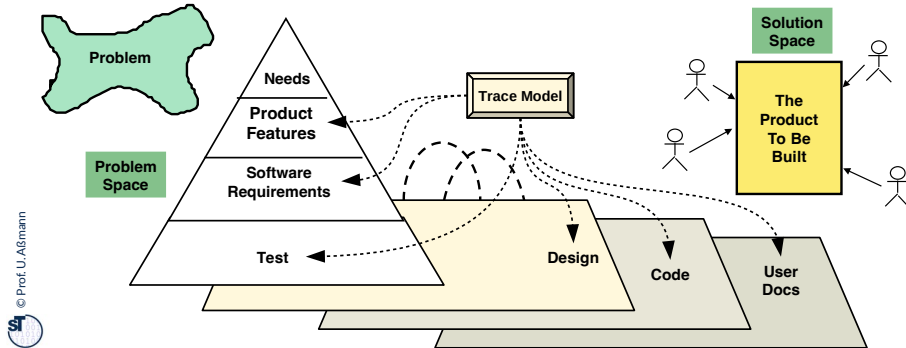 Problem
Needs
Product
Features
Software
Requirements
Test
Problem
Space
Trace Model
Design
Code
User
Docs
Solution
Space
The
Product
To Be
Built
© Prof. U. Aßmann
ST